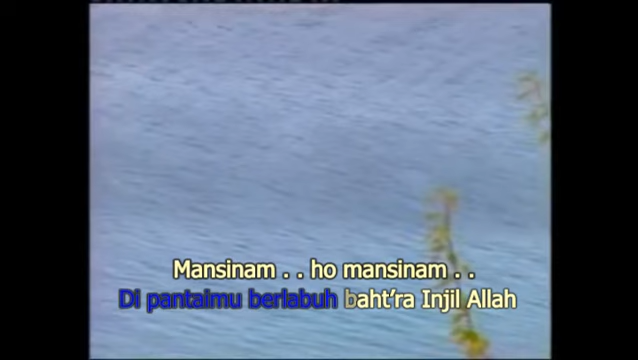 Mansinam . . ho mansinam . .
Di pantaimu berlabuh baht'ra Injil Allah